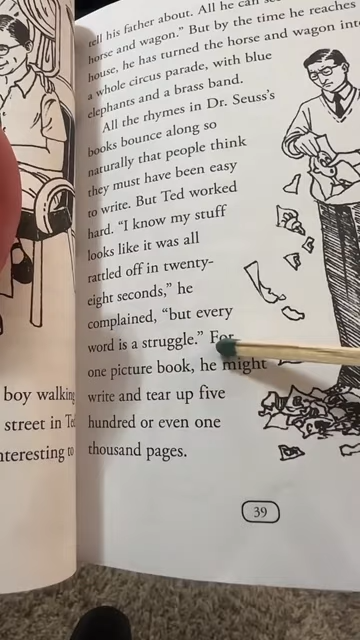 tell his father about. All he can see
horse and wagon." But by the time he reaches
house, he has turned the horse and wagon into
a whole circus parade, with blue
elephants and a brass band.
All the rhymes in Dr. Seuss's
books bounce along so
naturally that people think
they must have been easy
to write. But Ted worked
hard. "I know my stuff
looks like it was all
rattled off in twenty-
eight seconds," he
complained, "but every
word is a struggle." For
one picture book, he might
write and tear up five
hundred or even one
thousand pages.
39
boy walking
street in Ted
nteresting to